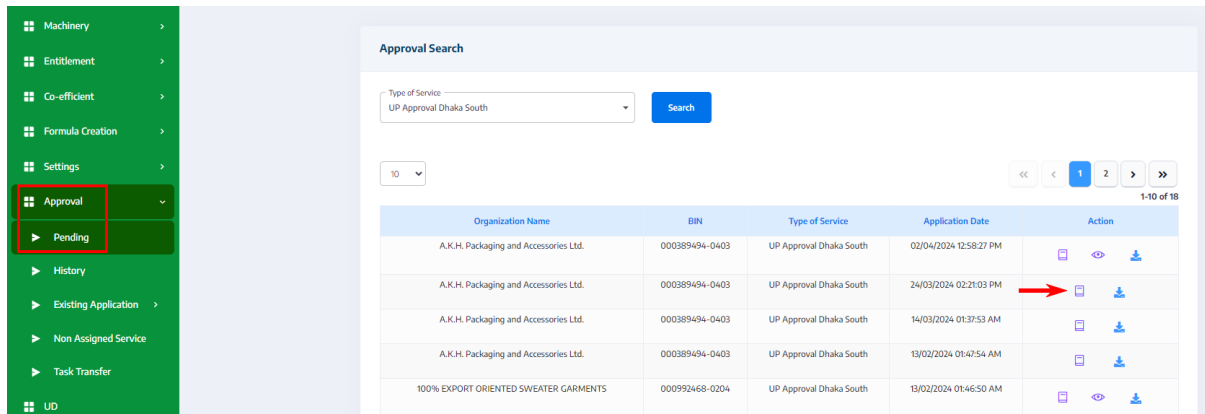 Machinery
Entitlement
Co-efficient
Formula Creation
Settings
Approval
Pending
History
Existing Application
Non Assigned Service
Task Transfer
UD
Approval Search
Type of Service
UP Approval Dhaka South
Search
10
1 2
1-10 of 18
Organization Name BIN Type of Service Application Date Action
A.K.H. Packaging and Accessories Ltd. 000389494-0403 UP Approval Dhaka South 02/04/2024 12:58:27 PM
A.K.H. Packaging and Accessories Ltd. 000389494-0403 UP Approval Dhaka South 24/03/2024 02:21:03 PM
A.K.H. Packaging and Accessories Ltd. 000389494-0403 UP Approval Dhaka South 14/03/2024 01:37:53 AM
A.K.H. Packaging and Accessories Ltd. 000389494-0403 UP Approval Dhaka South 13/02/2024 01:47:54 AM
100% EXPORT ORIENTED SWEATER GARMENTS 000992468-0204 UP Approval Dhaka South 13/02/2024 01:46:50 AM